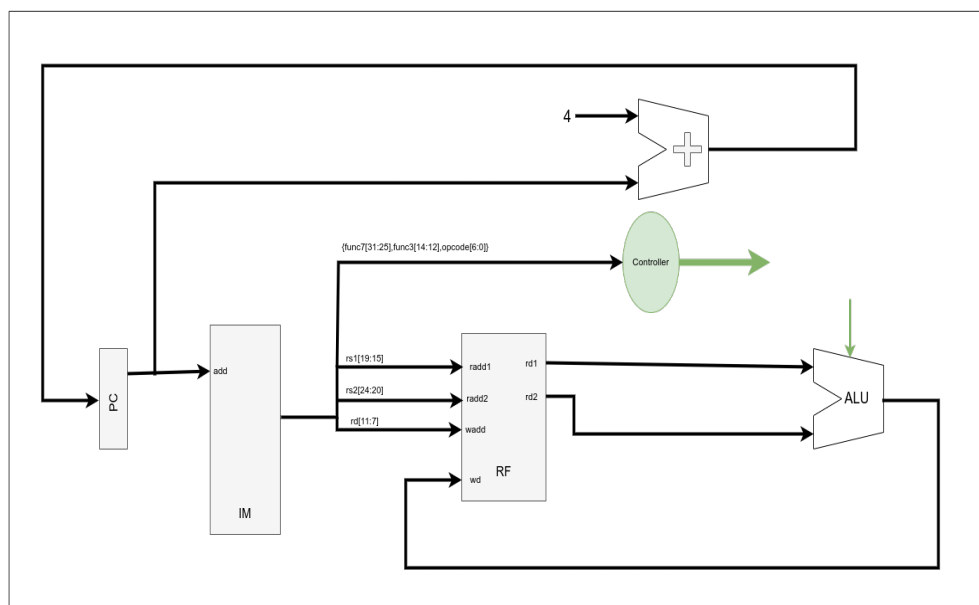 4
{func7[31:25],func3[14:12],opcode[6:0]}
Controller
PC
add
IM
rs1[19:15]
rs2[24:20]
rd[11:7]
radd1
radd2
wadd
wd
rd1
rd2
RF
ALU